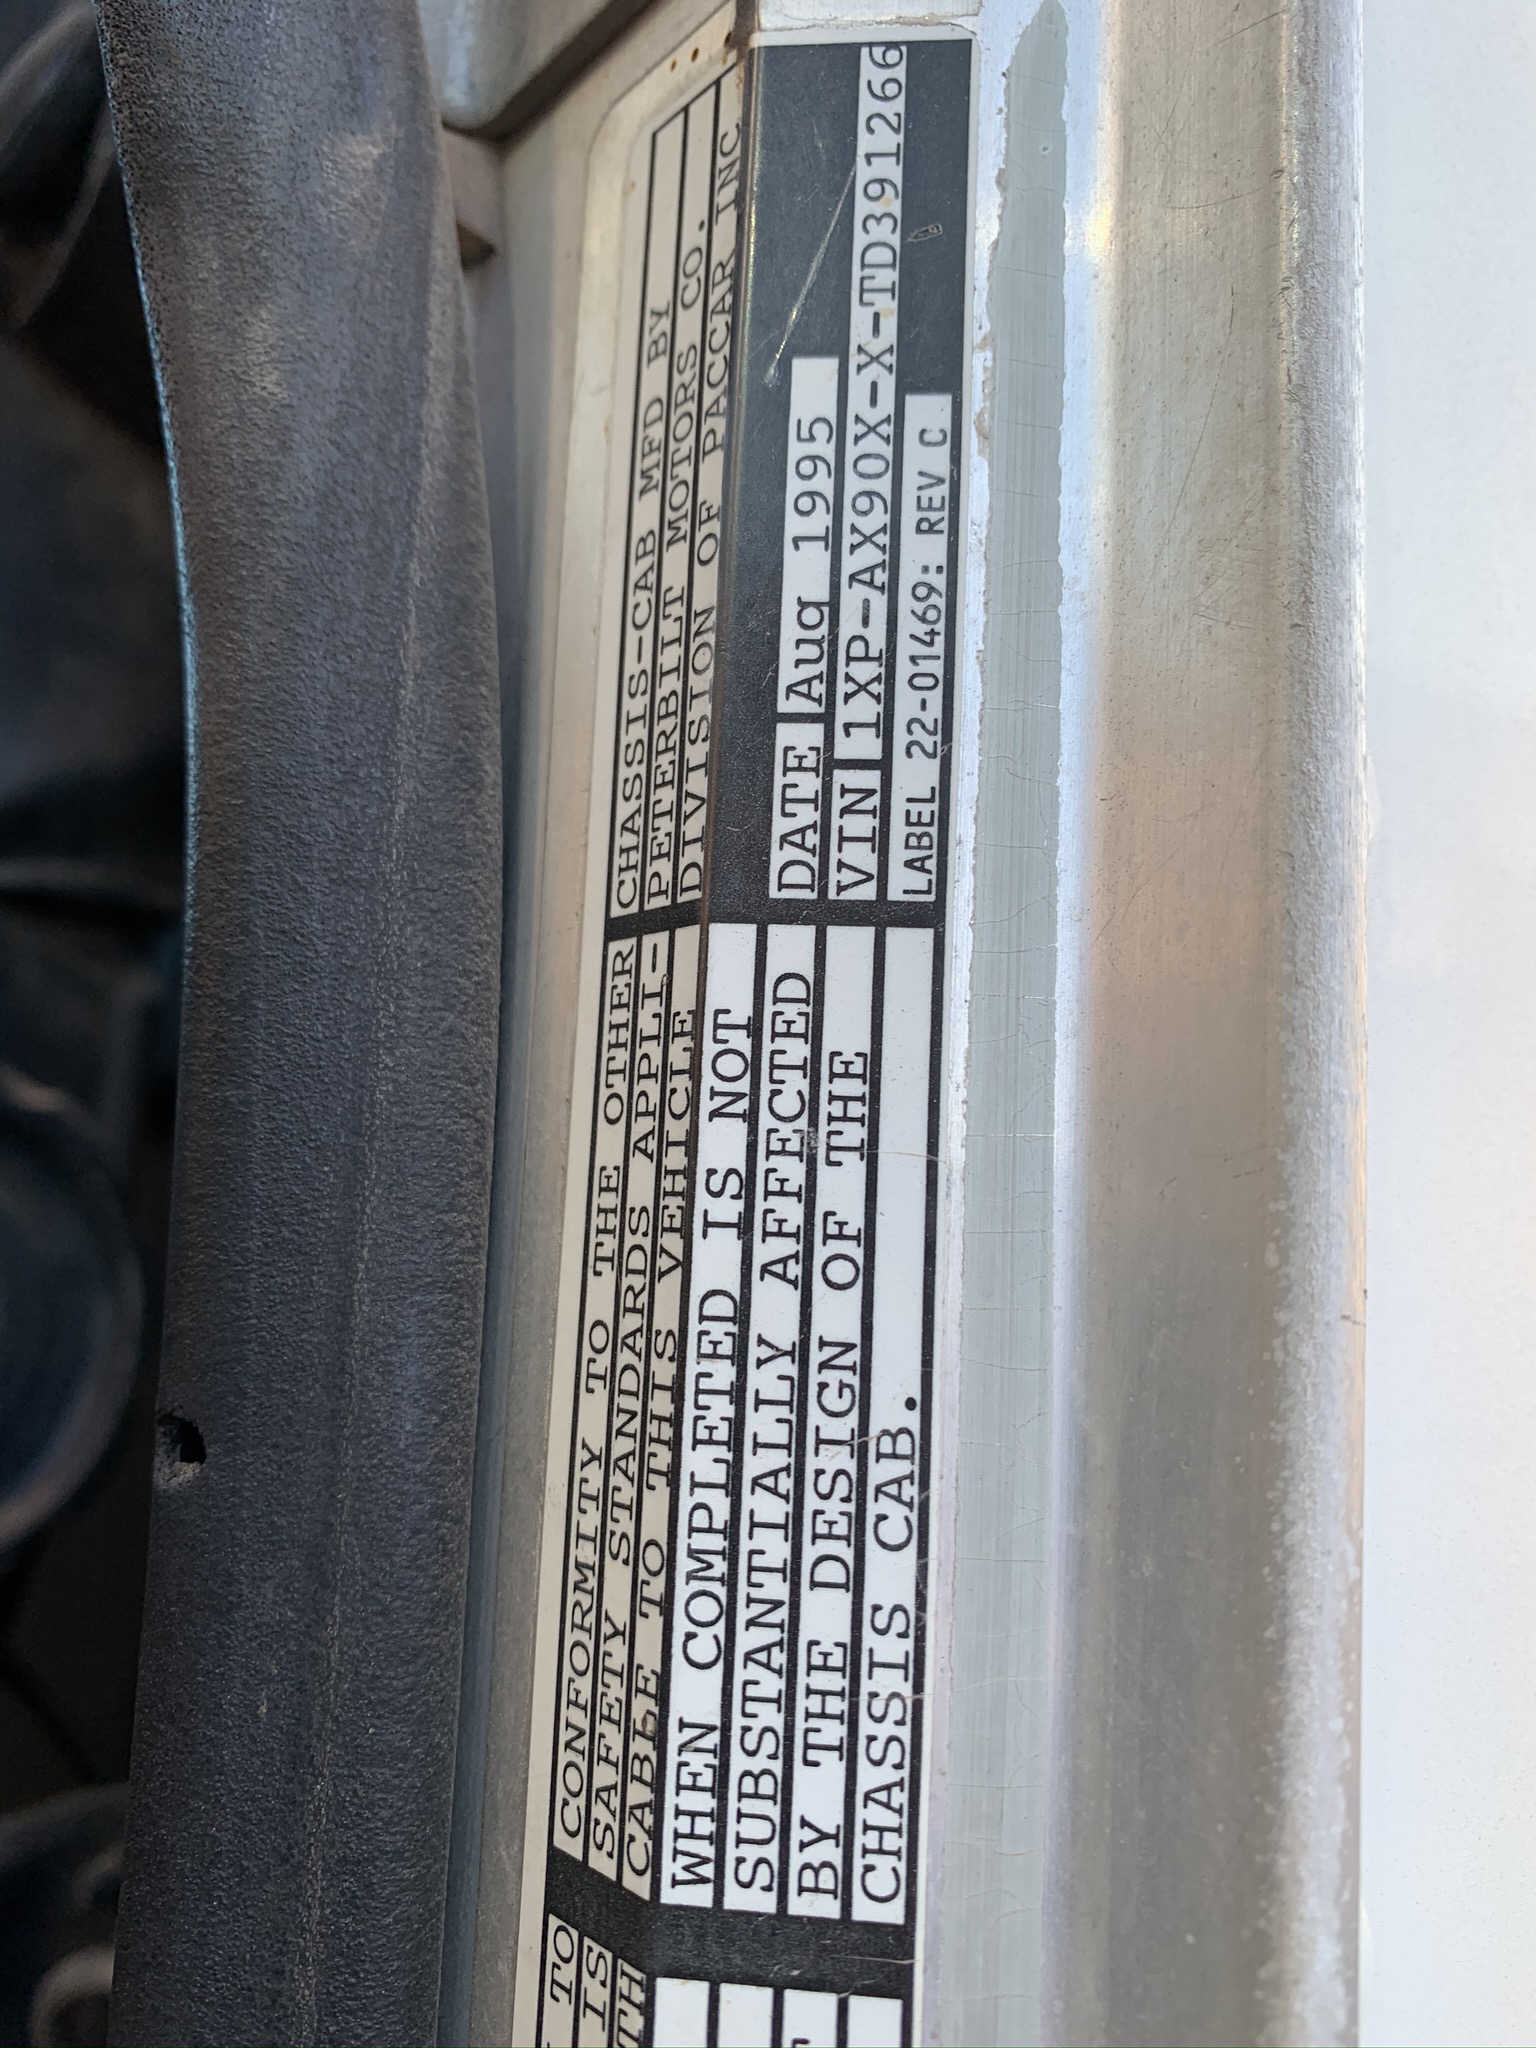 TO
IS
TH
CONFORMITY TO THE OTHER
SAFETY STANDARDS APPLI-
CABLE TO THIS VEHICLE
WHEN COMPLETED IS NOT
SUBSTANTIALLY AFFECTED
BY THE DESIGN OF THE
CHASSIS CAB.
CHASSIS-CAB MFD BY
PETERBILT MOTORS CO.
DIVISION OF PACCAR INC
DATE Aug 1995
VIN 1XP-AX90X-X-TD391266
LABEL 22-01469: REV C